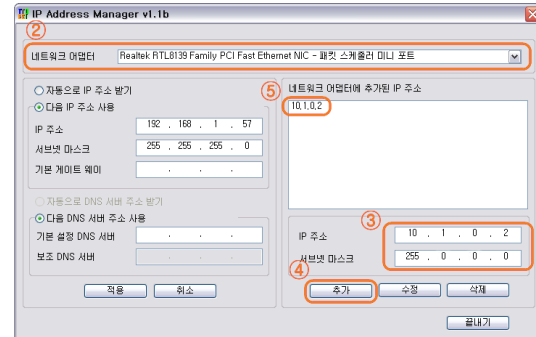 IP Address Manager v1.1b
②
네트워크 어댑터 Realtek RTL8139 Family PCI Fast Ethernet NIC - 패킷 스케줄러 미니 포트
자동으로 IP 주소 받기
다음 IP 주소 사용
IP 주소 192 . 168 . 1 . 57
서브넷 마스크 255 . 255 . 255 . 0
기본 게이트 웨이 . . .
자동으로 DNS 서버 주소 받기
다음 DNS 서버 주소 사용
기본 설정 DNS 서버 . . .
보조 DNS 서버 . . .
적용 취소
⑤ 네트워크 어댑터에 추가된 IP 주소
10,1,0,2
③
IP 주소 10 . 1 . 0 . 2
서브넷 마스크 255 . 0 . 0 . 0
④
추가 수정 삭제
끝내기